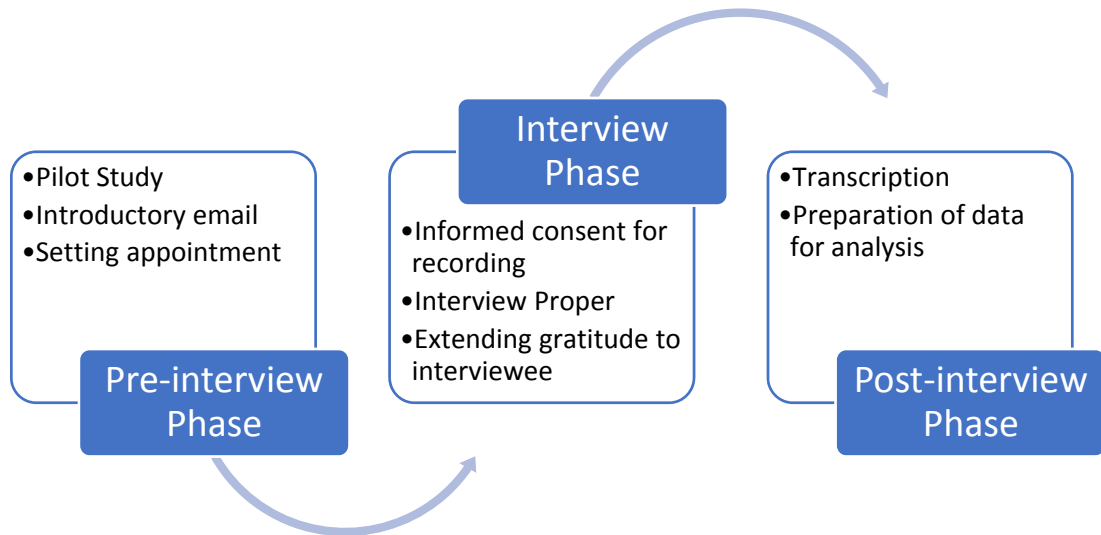 •Pilot Study
•Introductory email
•Setting appointment
Pre-interview
Phase
Interview
Phase
•Informed consent for
recording
•Interview Proper
•Extending gratitude to
interviewee
•Transcription
•Preparation of data
for analysis
Post-interview
Phase